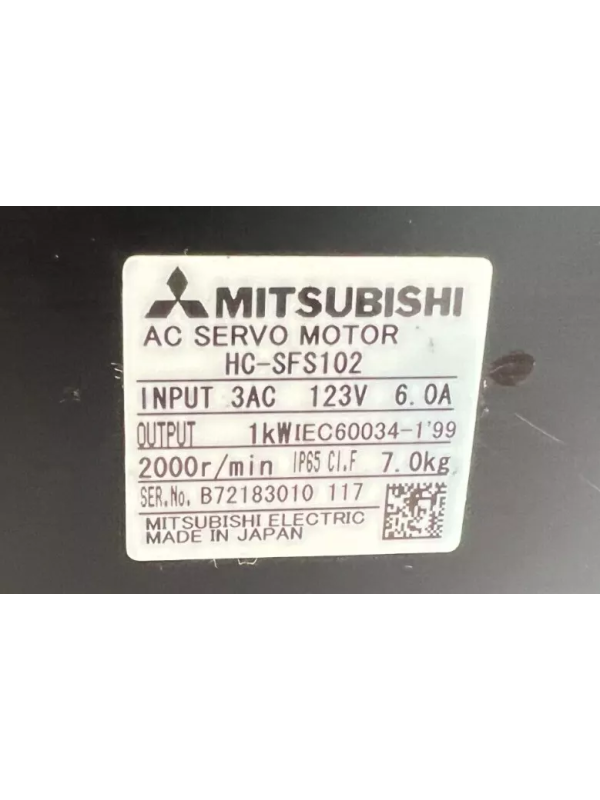 MITSUBISHI
AC SERVO MOTOR
HC-SFS102
INPUT 3AC 123V 6.0A
OUTPUT 1kW IEC60034-1'99
2000r/min IP65 CI.F 7.0kg
SER.No. B72183010 117
MITSUBISHI ELECTRIC
MADE IN JAPAN